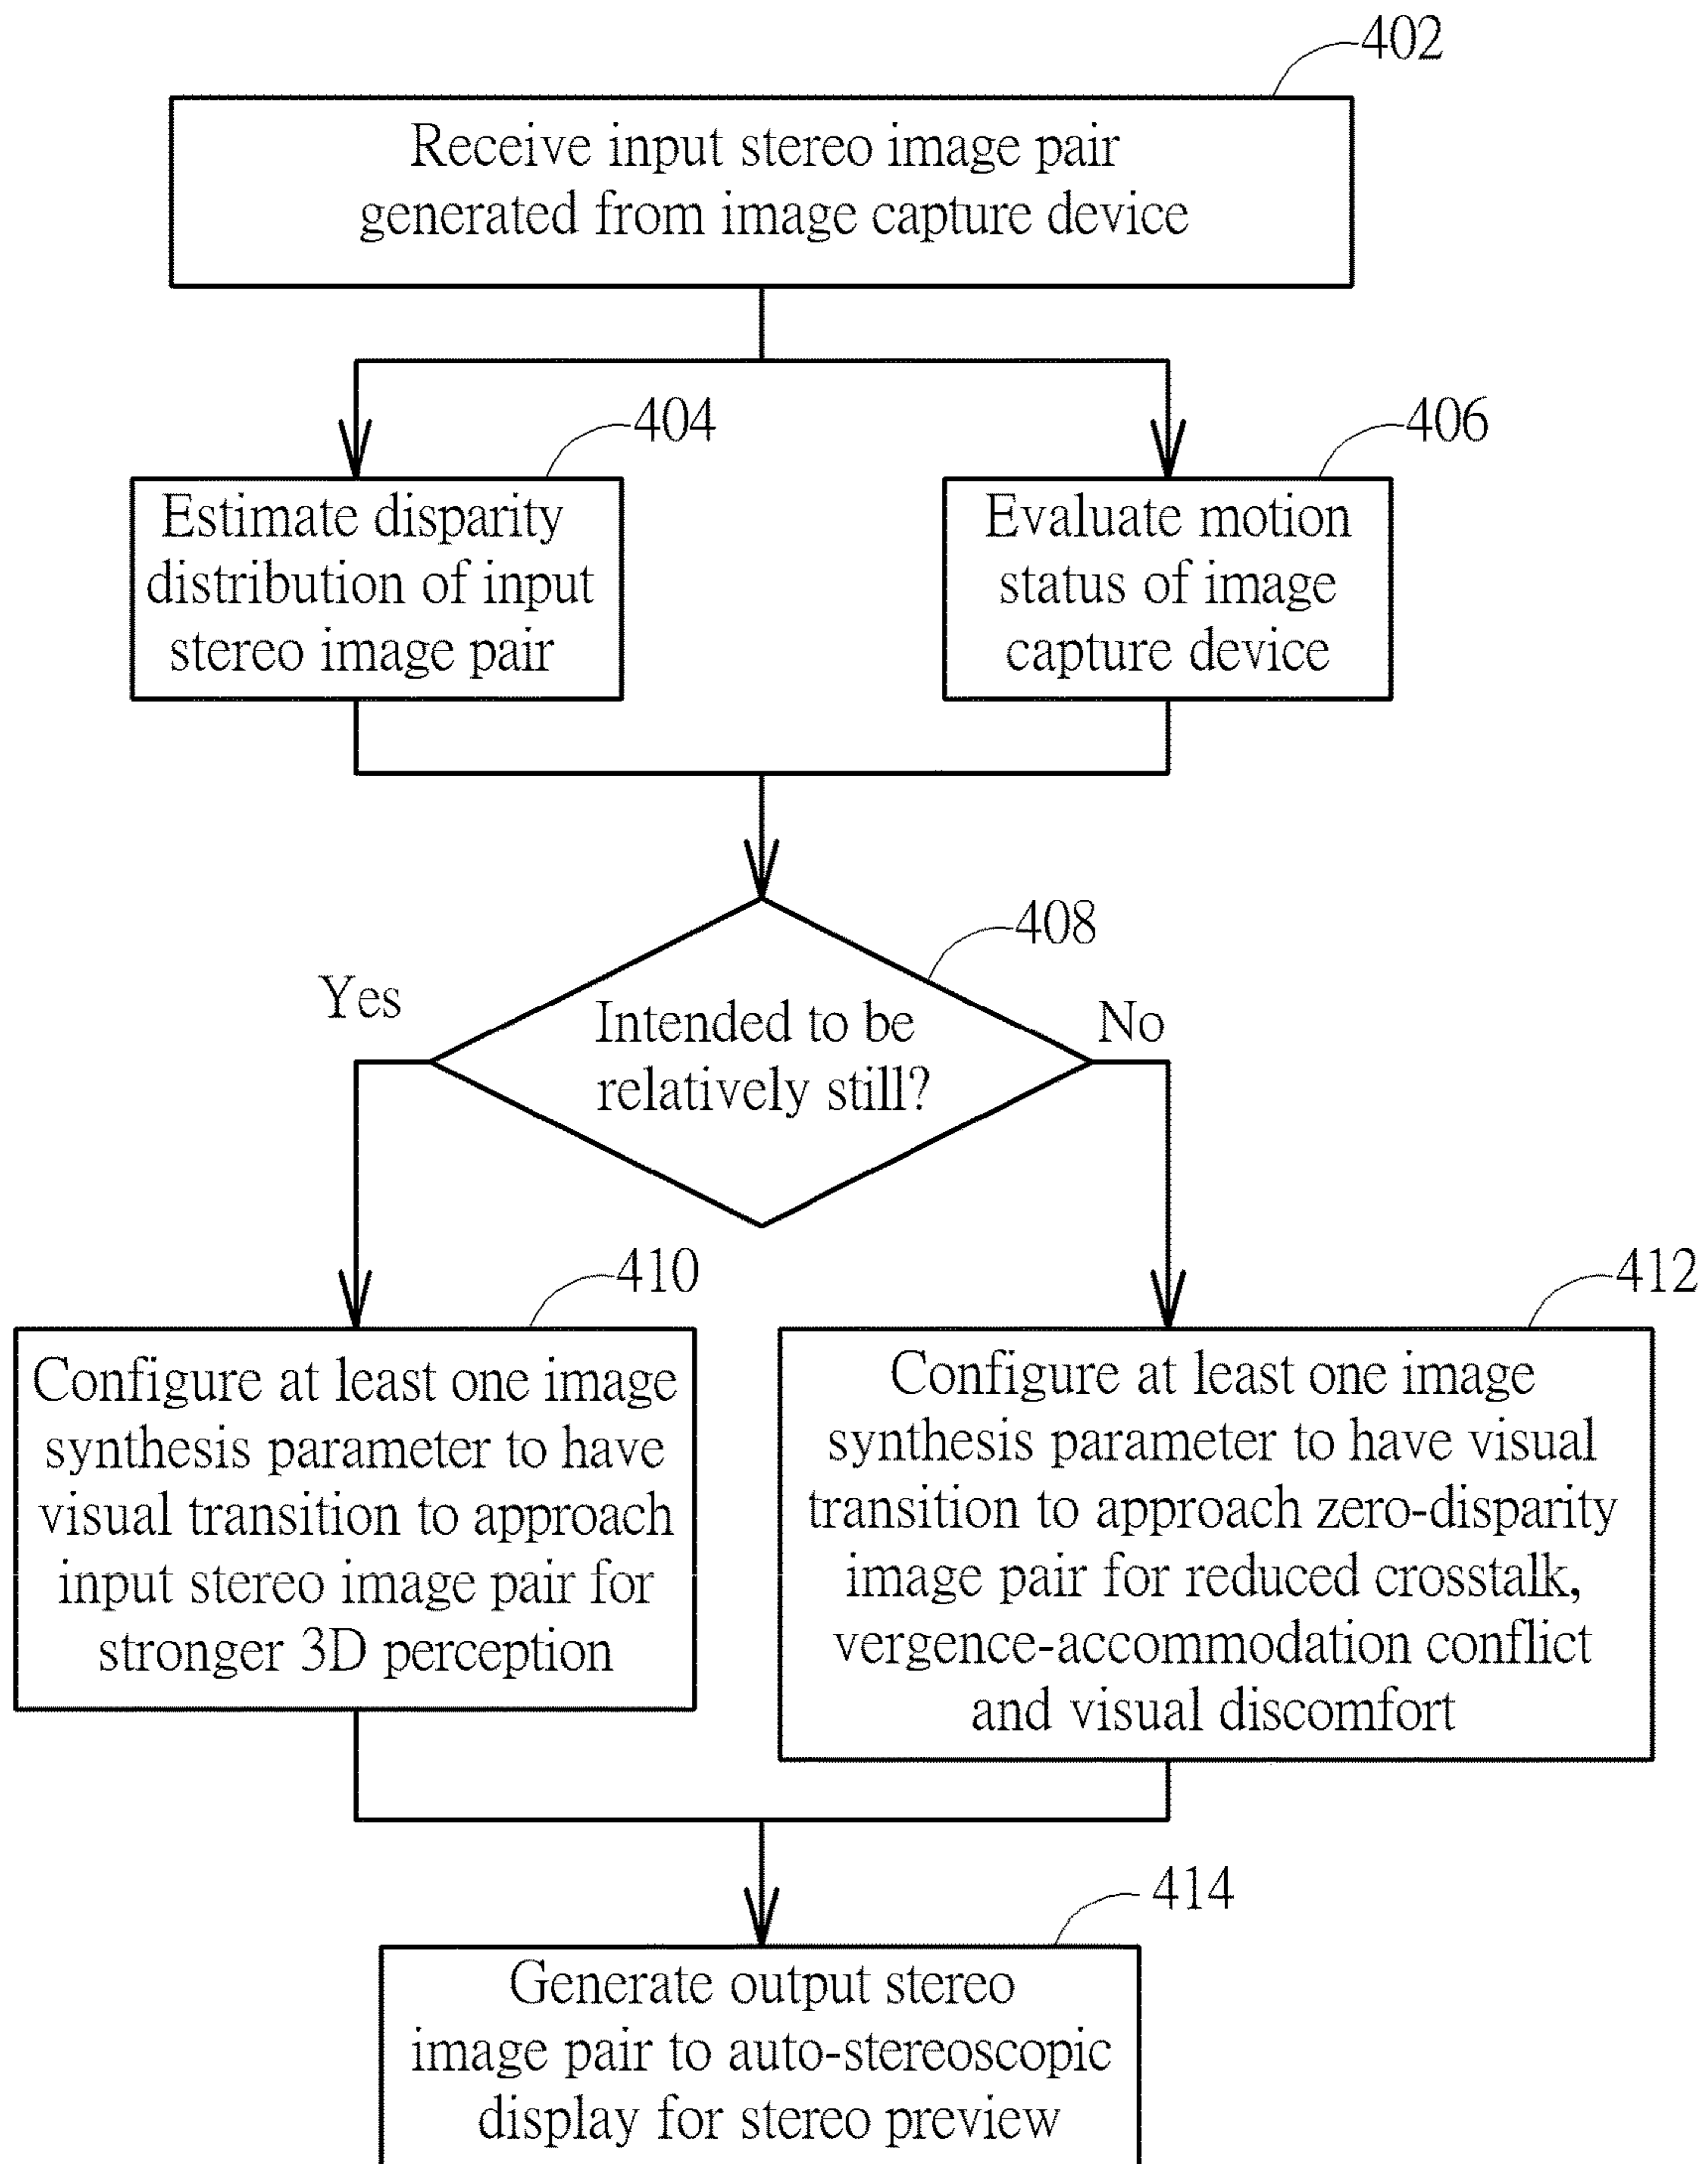 402
Receive input stereo image pair
generated from image capture device
404
406
Estimate disparity
distribution of input
stereo image pair
Evaluate motion
status of image
capture device
408
Yes
No
Intended to be
relatively still?
410
412
Configure at least one image
synthesis parameter to have
visual transition to approach
input stereo image pair for
stronger 3D perception
Configure at least one image
synthesis parameter to have visual
transition to approach zero-disparity
image pair for reduced crosstalk,
vergence-accommodation conflict
and visual discomfort
414
Generate output stereo
image pair to auto-stereoscopic
display for stereo preview